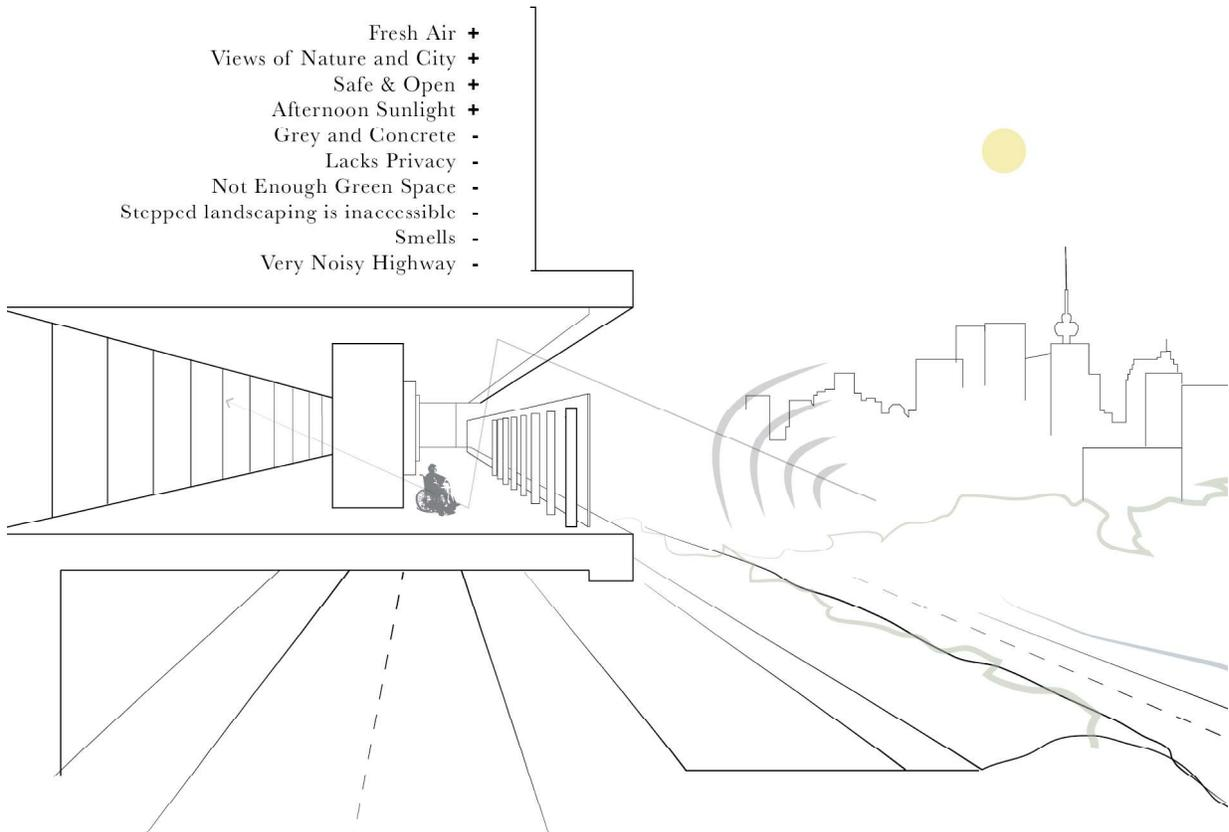 Fresh Air +
Views of Nature and City +
Safe & Open +
Afternoon Sunlight +
Grey and Concrete -
Lacks Privacy -
Not Enough Green Space -
Stepped landscaping is inaccessible -
Smells -
Very Noisy Highway -